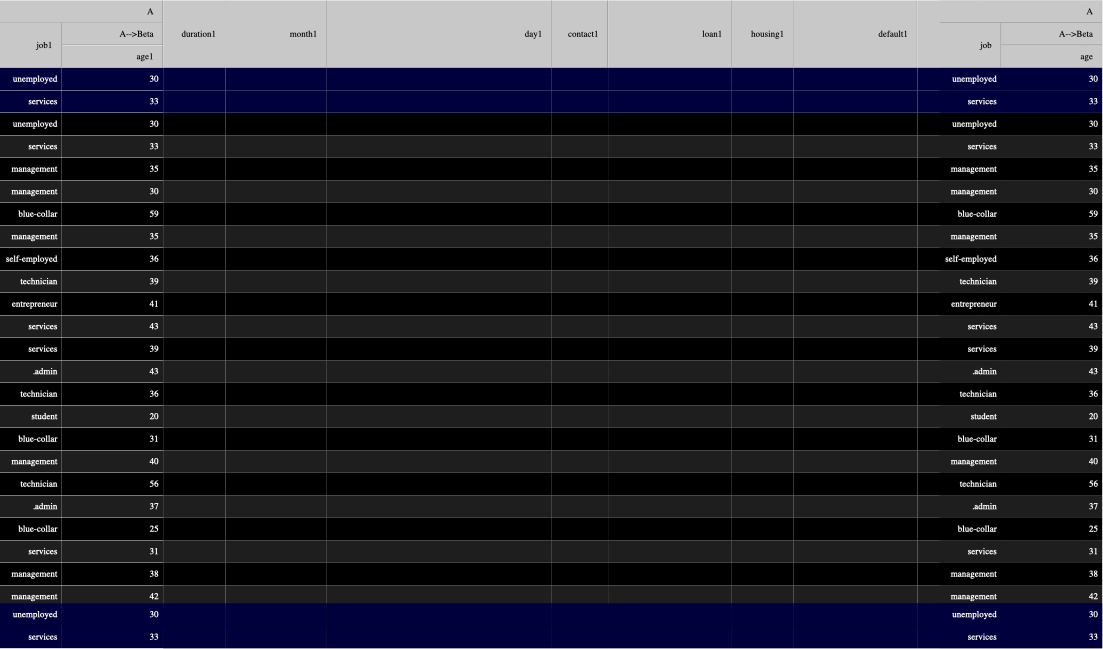 A A
A-->Beta duration1 month1 day1 contact1 loan1 housing1 default1 A-->Beta
job1 job
age1 age
unemployed 30 unemployed 30
services 33 services 33
unemployed 30 unemployed 30
services 33 services 33
management 35 management 35
management 30 management 30
blue-collar 59 blue-collar 59
management 35 management 35
self-employed 36 self-employed 36
technician 39 technician 39
entrepreneur 41 entrepreneur 41
services 43 services 43
services 39 services 39
.admin 43 .admin 43
technician 36 technician 36
student 20 student 20
blue-collar 31 blue-collar 31
management 40 management 40
technician 56 technician 56
.admin 37 .admin 37
blue-collar 25 blue-collar 25
services 31 services 31
management 38 management 38
management 42 management 42
unemployed 30 unemployed 30
services 33 services 33